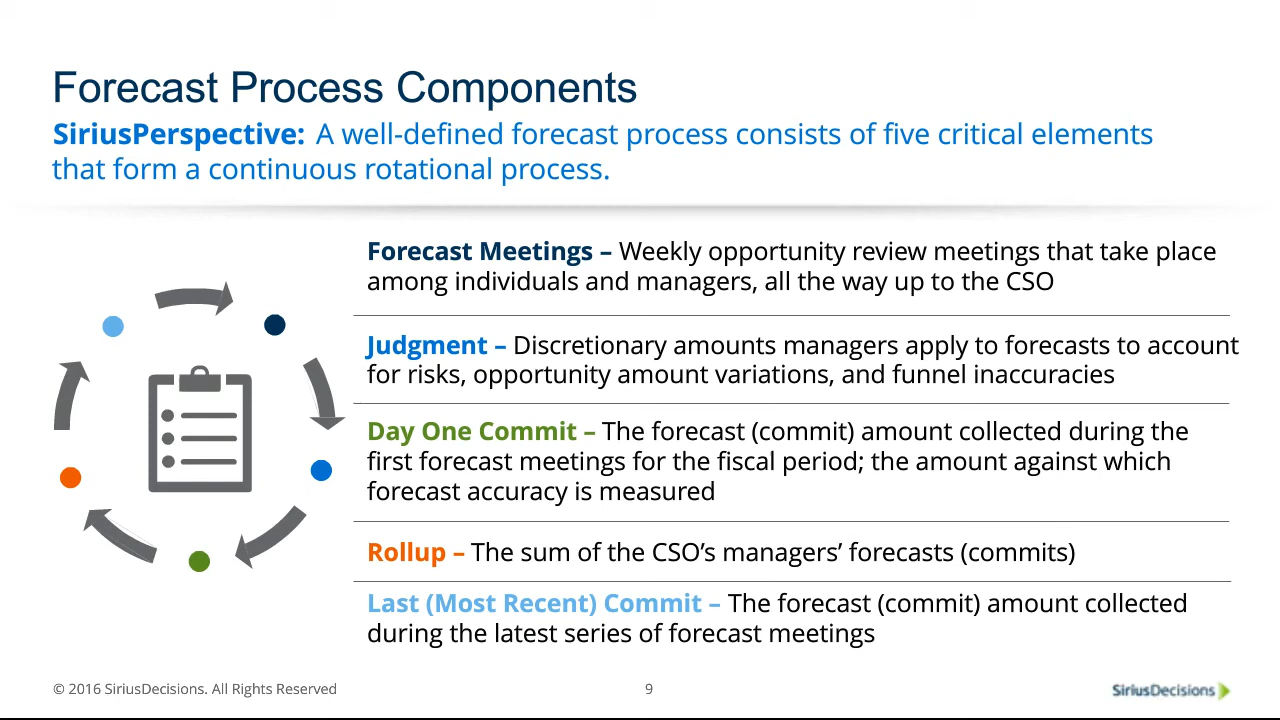 Forecast Process Components
SiriusPerspective: A well-defined forecast process consists of five critical elements
that form a continuous rotational process.
Forecast Meetings – Weekly opportunity review meetings that take place
among individuals and managers, all the way up to the CSO
Judgment – Discretionary amounts managers apply to forecasts to account
for risks, opportunity amount variations, and funnel inaccuracies
Day One Commit – The forecast (commit) amount collected during the
first forecast meetings for the fiscal period; the amount against which
forecast accuracy is measured
Rollup – The sum of the CSO’s managers’ forecasts (commits)
Last (Most Recent) Commit – The forecast (commit) amount collected
during the latest series of forecast meetings
© 2016 SiriusDecisions. All Rights Reserved
9
SiriusDecisions